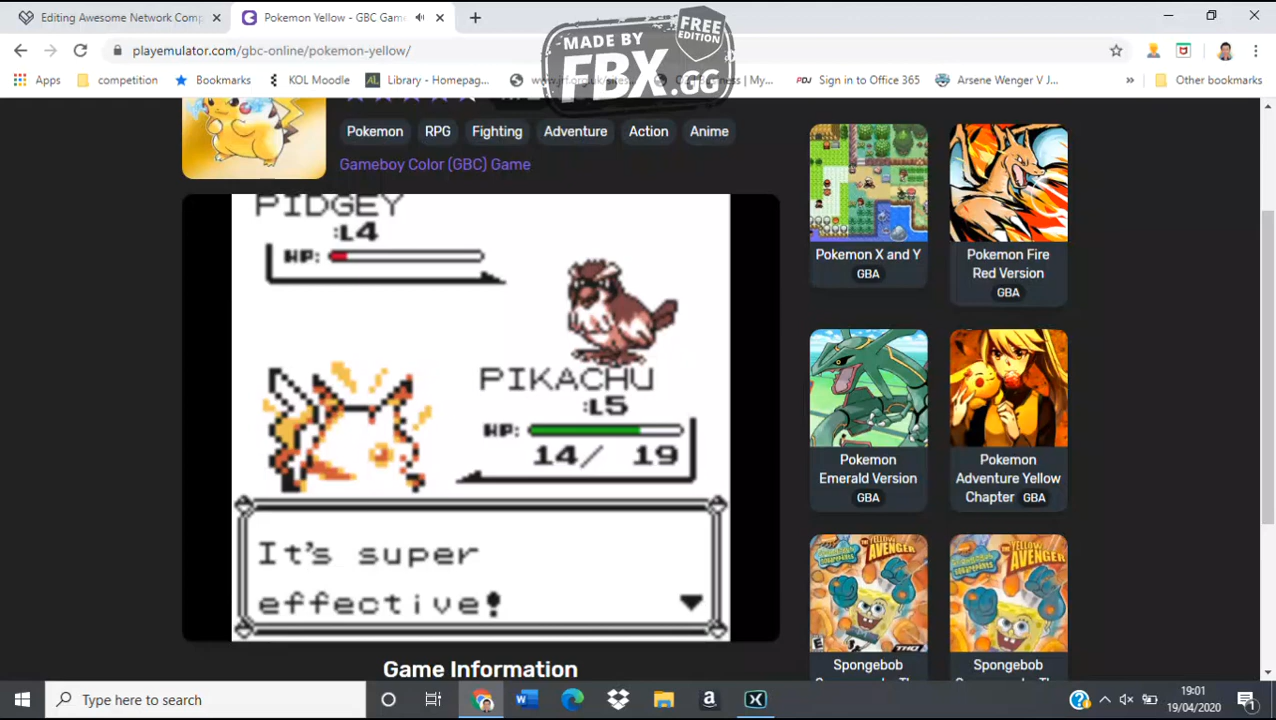 Editing Awesome Network Comp
Pokemon Yellow - GBC Game
playemulator.com/gbc-online/pokemon-yellow/
Apps
competition
Bookmarks
KOL Moodle
Library - Homepag...
Business | My...
Sign in to Office 365
Arsene Wenger V J...
Other bookmarks
MADE BY
FBX.GG
FREE
EDITION
Pokemon
RPG
Fighting
Adventure
Action
Anime
Gameboy Color (GBC) Game
PIDGEY
:L4
HP:
PIKACHU
:L5
HP:
14/ 19
It's super
effective!
Game Information
Pokemon X and Y
GBA
Pokemon Fire
Red Version
GBA
Pokemon
Emerald Version
GBA
Pokemon
Adventure Yellow
Chapter GBA
Spongebob
Spongebob
Type here to search
19:01
19/04/2020